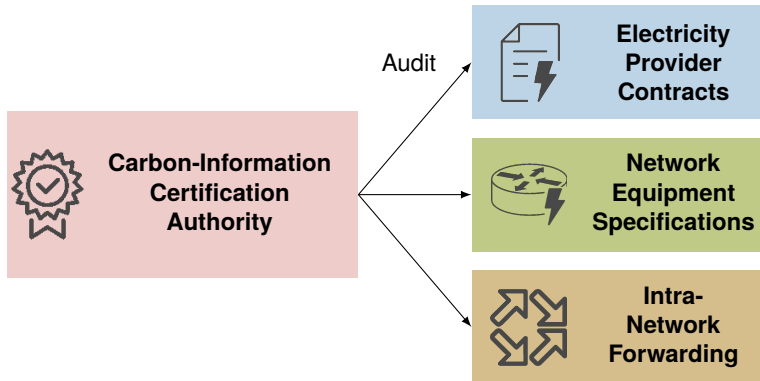 Carbon-Information
Certification
Authority
Audit
Electricity
Provider
Contracts
Network
Equipment
Specifications
Intra-
Network
Forwarding